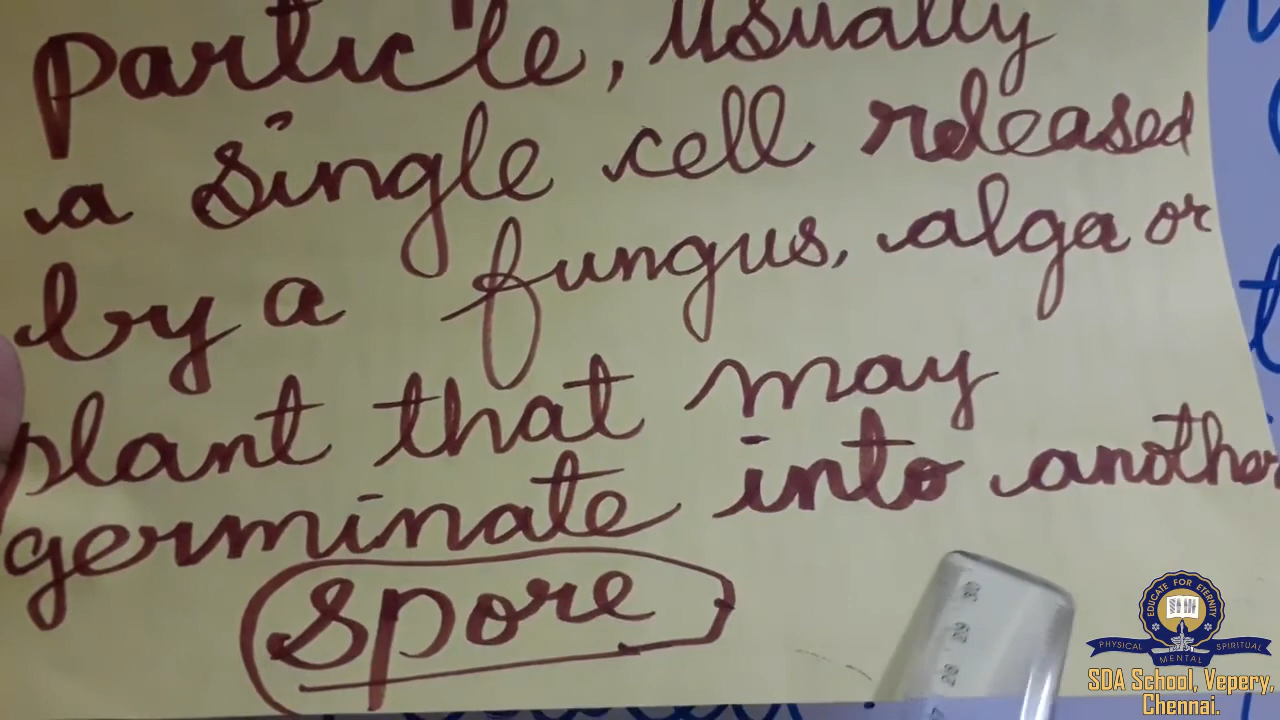 particle, usually
a single cell released
by a fungus, alga or
plant that may
germinate into another
Spore
EDUCATE FOR ETERNITY
PHYSICAL MENTAL SPIRITUAL
SDA School, Vepery,
Chennai.